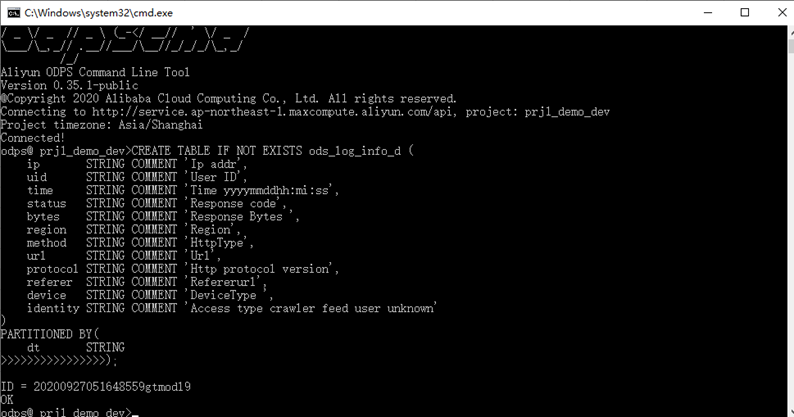 C:\Windows\system32\cmd.exe
Aliyun ODPS Command Line Tool
Version 0.35.1-public
@Copyright 2020 Alibaba Cloud Computing Co., Ltd. All rights reserved.
Connecting to http://service.ap-northeast-1.maxcompute.aliyun.com/api, project: prj1_demo_dev
Project timezone: Asia/Shanghai
Connected!
odps@ prj1_demo_dev>CREATE TABLE IF NOT EXISTS ods_log_info_d (
    ip       STRING COMMENT 'Ip addr',
    uid      STRING COMMENT 'User ID',
    time     STRING COMMENT 'Time yyyymmddhh:mi:ss',
    status   STRING COMMENT 'Response code',
    bytes    STRING COMMENT 'Response Bytes ',
    region   STRING COMMENT 'Region',
    method   STRING COMMENT 'HttpType',
    url      STRING COMMENT 'Url',
    protocol STRING COMMENT 'Http protocol version',
    referer  STRING COMMENT 'Refererurl',
    device   STRING COMMENT 'DeviceType ',
    identity STRING COMMENT 'Access type crawler feed user unknown'
)
PARTITIONED BY(
    dt       STRING
>>>>>>>>>>>>>>>>);
ID = 20200927051648559gtmod19
OK
odps@ prj1_demo_dev>_